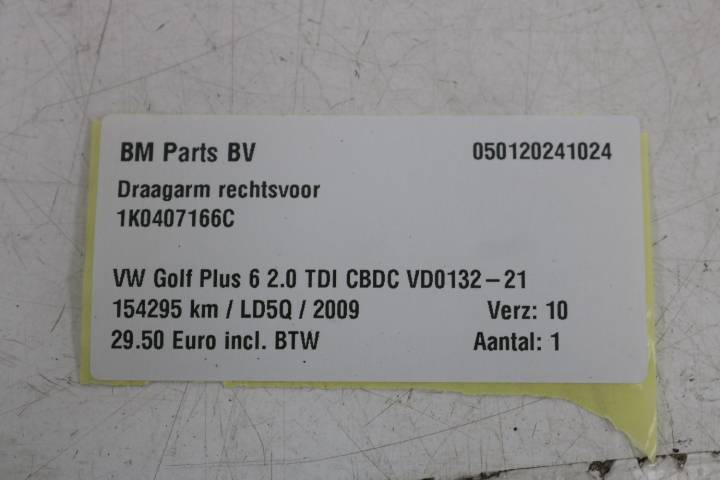 BM Parts BV 050120241024
Draagarm rechtsvoor
1K0407166C
VW Golf Plus 6 2.0 TDI CBDC VD0132-21
154295 km / LD5Q / 2009 Verz: 10
29.50 Euro incl. BTW Aantal: 1